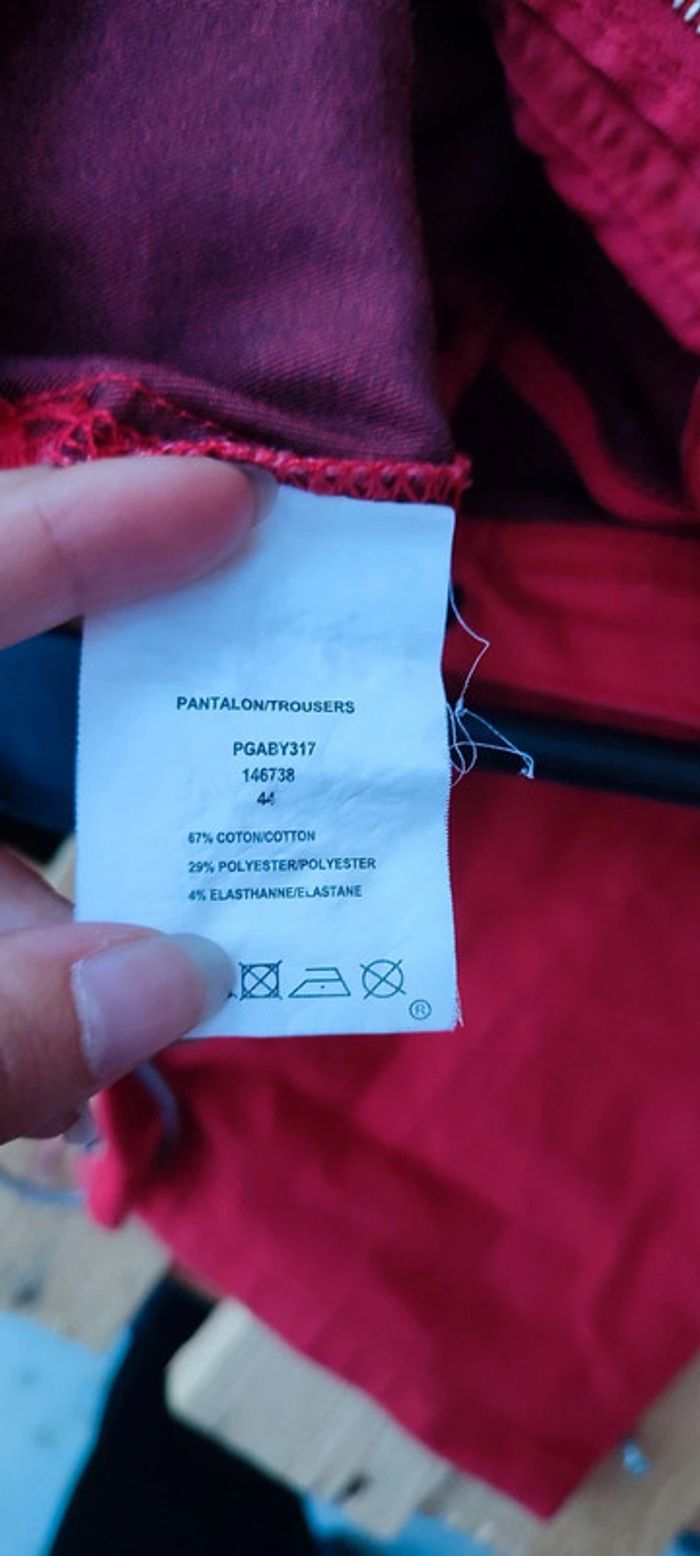 PANTALON/TROUSERS
PGABY317
146738
44
67% COTON/COTTON
29% POLYESTER/POLYESTER
4% ELASTHANNE/ELASTANE
®